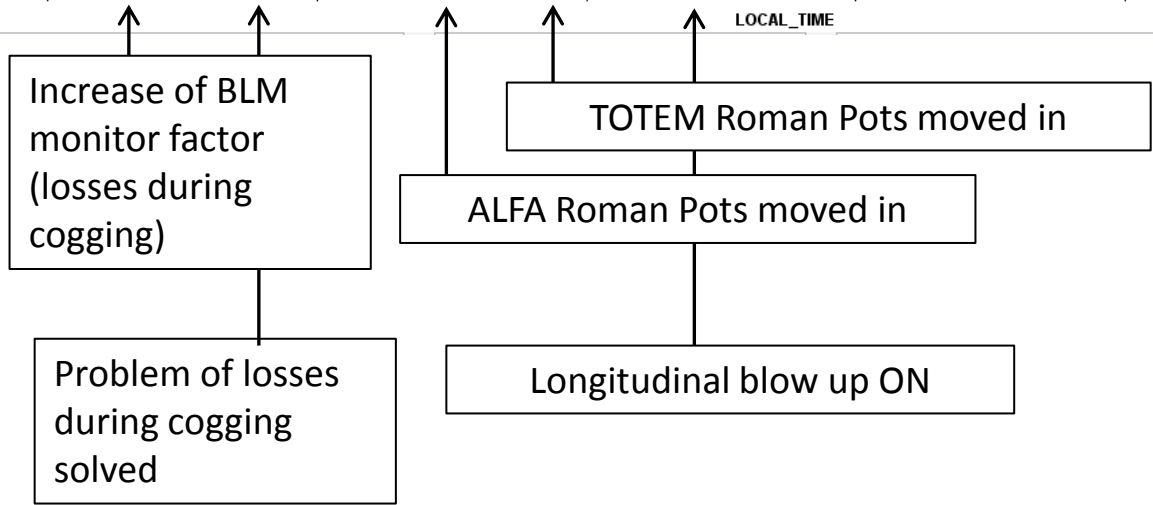 LOCAL_TIME
Increase of BLM
monitor factor
(losses during
cogging)
TOTEM Roman Pots moved in
ALFA Roman Pots moved in
Problem of losses
during cogging
solved
Longitudinal blow up ON